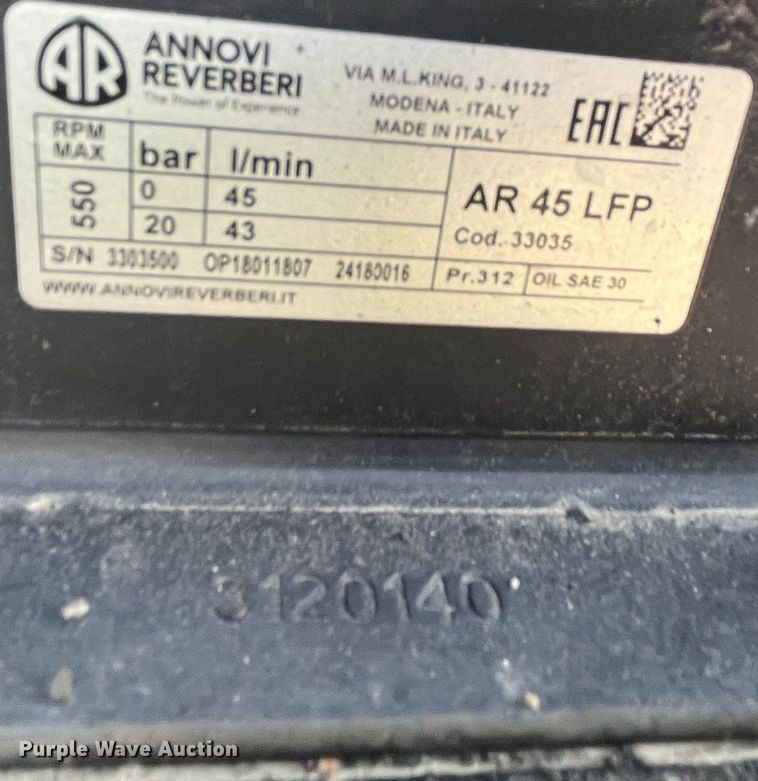 AR
ANNOVI
REVERBERI
The Power of Experience
VIA M.L.KING, 3 - 41122
MODENA - ITALY
MADE IN ITALY
EAC
RPM MAX bar l/min
550
0 45
20 43
AR 45 LFP
Cod. 33035
S/N 3303500 OP18011807 24180016 Pr.312 OIL SAE 30
WWW.ANNOVIREVERBERI.IT
3120140
Purple Wave Auction